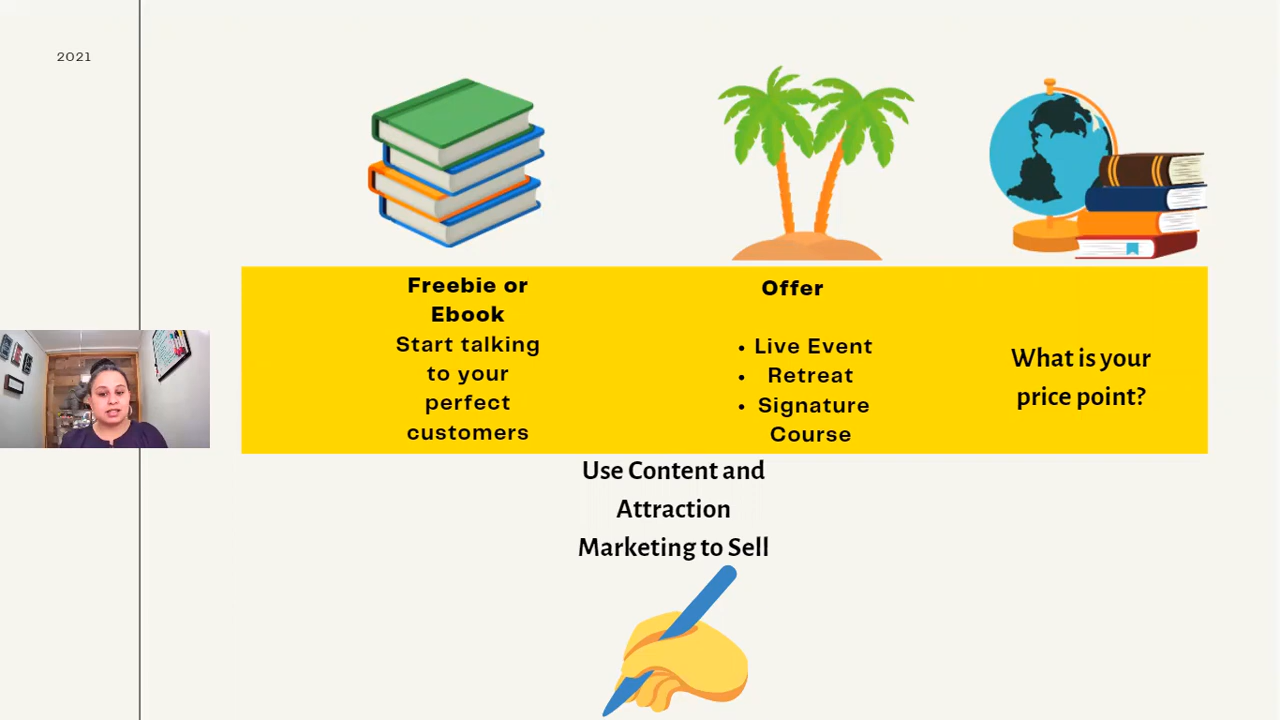 2021
Freebie or
Ebook
Start talking
to your
perfect
customers
Offer
• Live Event
• Retreat
• Signature
Course
What is your
price point?
Use Content and
Attraction
Marketing to Sell